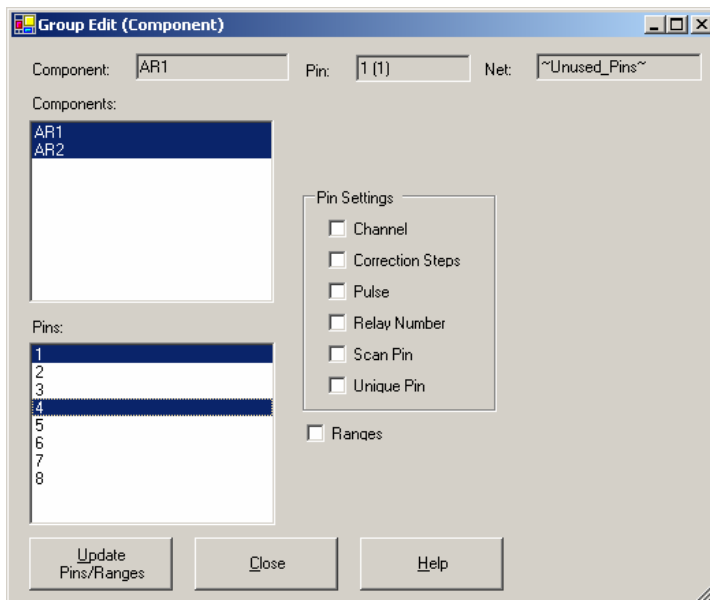 Group Edit (Component)
Component: AR1 Pin: 1 (1) Net: ~Unused_Pins~
Components:
AR1
AR2
Pin Settings
Channel
Correction Steps
Pulse
Relay Number
Scan Pin
Unique Pin
Ranges
Pins:
1
2
3
4
5
6
7
8
Update
Pins/Ranges
Close
Help